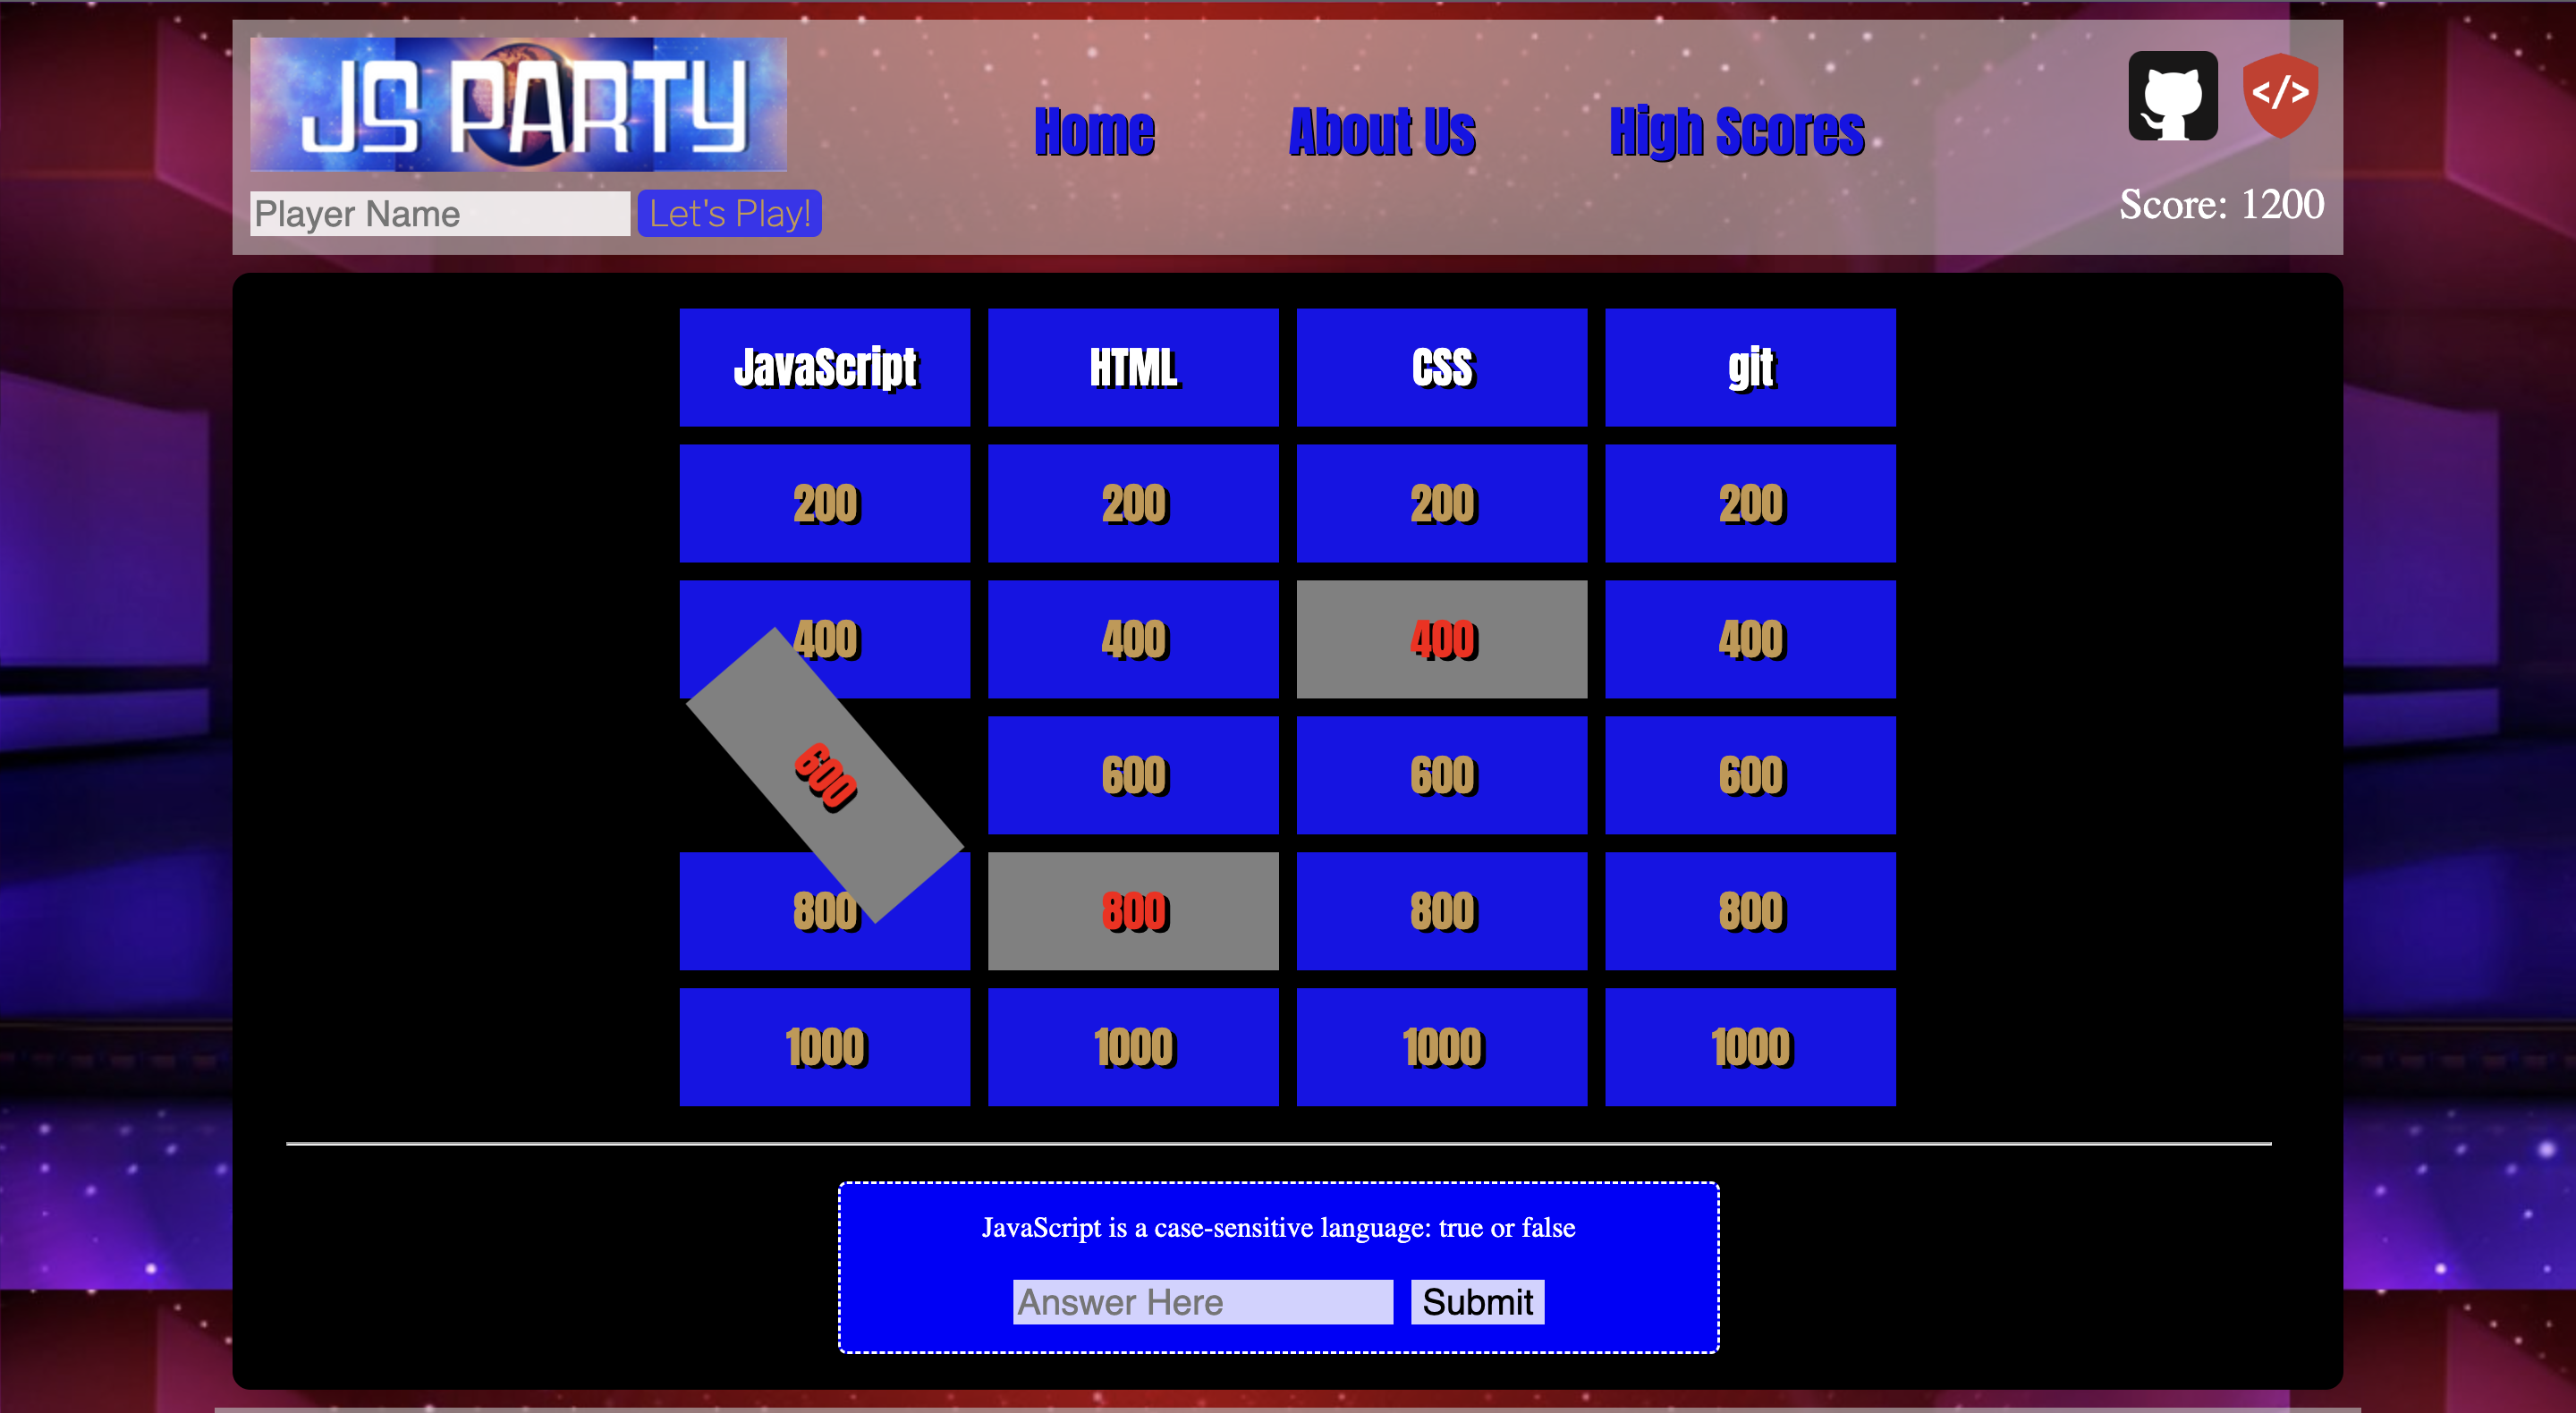 JS PARTY
Home About Us High Scores
</>
Player Name Let's Play! Score: 1200
JavaScript HTML CSS git
200 200 200 200
400 400 400 400
600 600 600 600
800 800 800 800
1000 1000 1000 1000
JavaScript is a case-sensitive language: true or false
Answer Here Submit